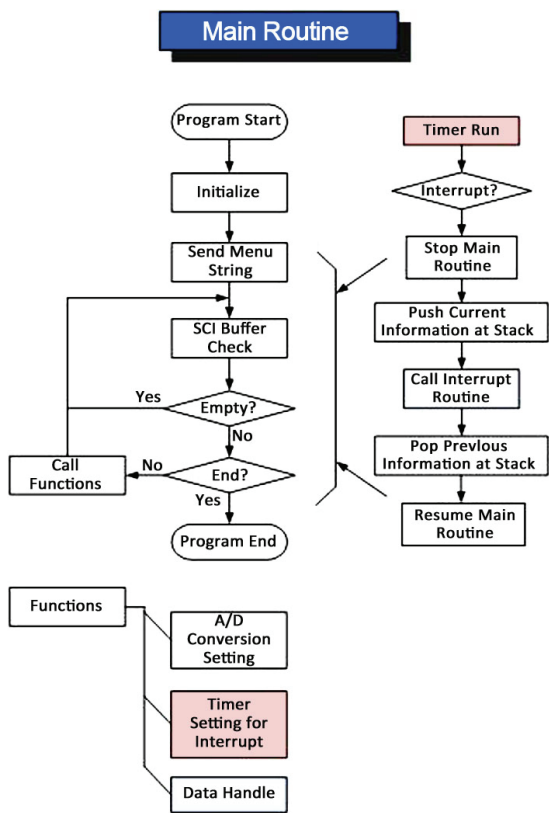 Main Routine
Program Start
Initialize
Send Menu
String
SCI Buffer
Check
Yes
Empty?
No
Call
Functions
No
End?
Yes
Program End
Timer Run
Interrupt?
Stop Main
Routine
Push Current
Information at Stack
Call Interrupt
Routine
Pop Prevlous
Information at Stack
Resume Main
Routine
Functions
A/D
Conversion
Setting
Timer
Setting for
Interrupt
Data Handle